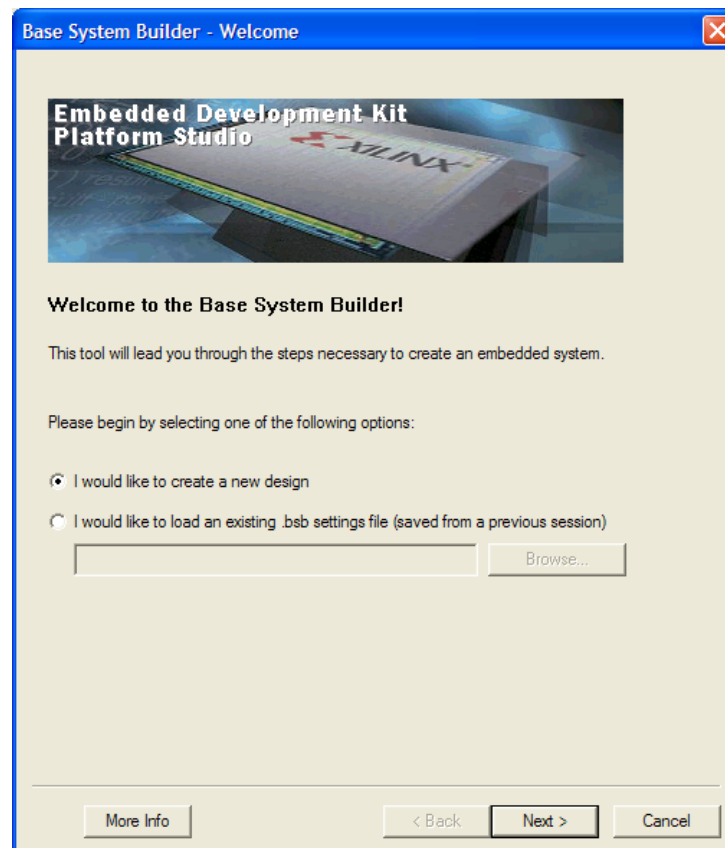 Base System Builder - Welcome
Embedded Development Kit
Platform Studio
XILINX
Welcome to the Base System Builder!
This tool will lead you through the steps necessary to create an embedded system.
Please begin by selecting one of the following options:
I would like to create a new design
I would like to load an existing .bsb settings file (saved from a previous session)
Browse...
More Info
< Back
Next >
Cancel